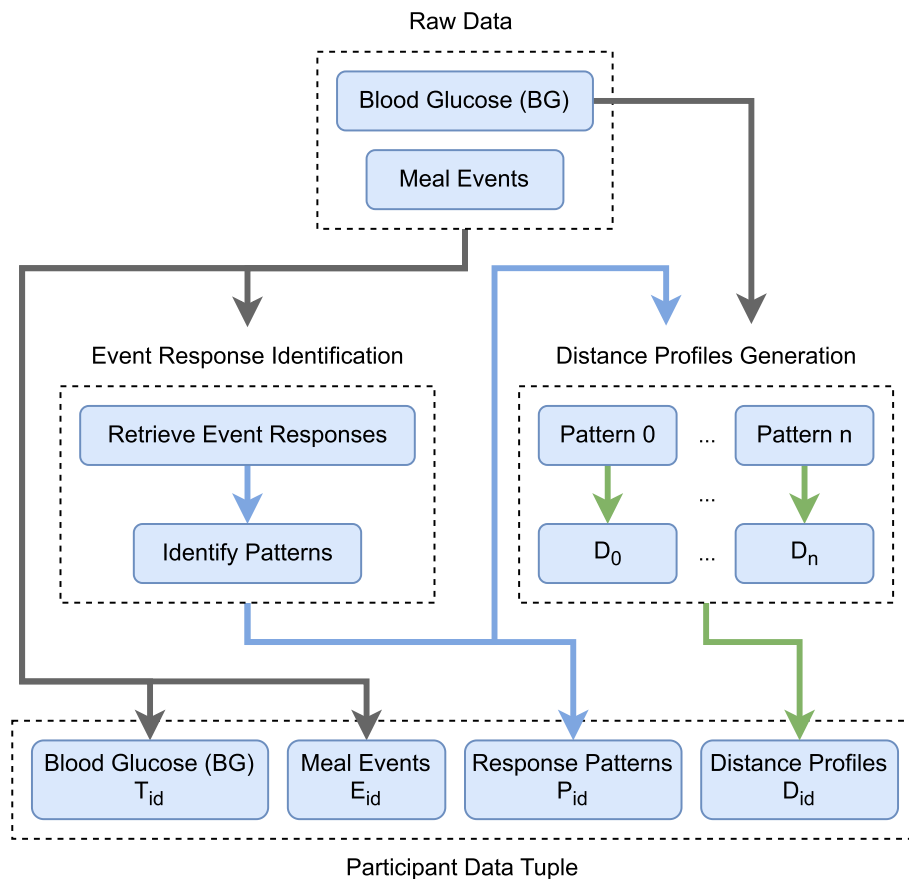 Raw Data
Blood Glucose (BG)
Meal Events
Event Response Identification
Retrieve Event Responses
Identify Patterns
Distance Profiles Generation
Pattern 0 ... Pattern n
...
D0 ... Dn
Blood Glucose (BG)
Tid
Meal Events
Eid
Response Patterns
Pid
Distance Profiles
Did
Participant Data Tuple